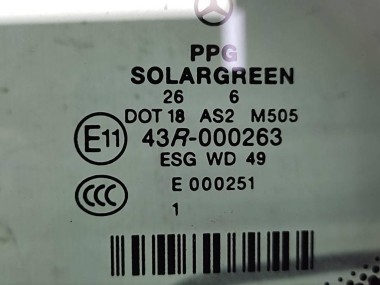 PPG
SOLARGREEN
26 6
DOT 18 AS2 M505
E11 43R-000263
ESG WD 49
CCC E 000251
1